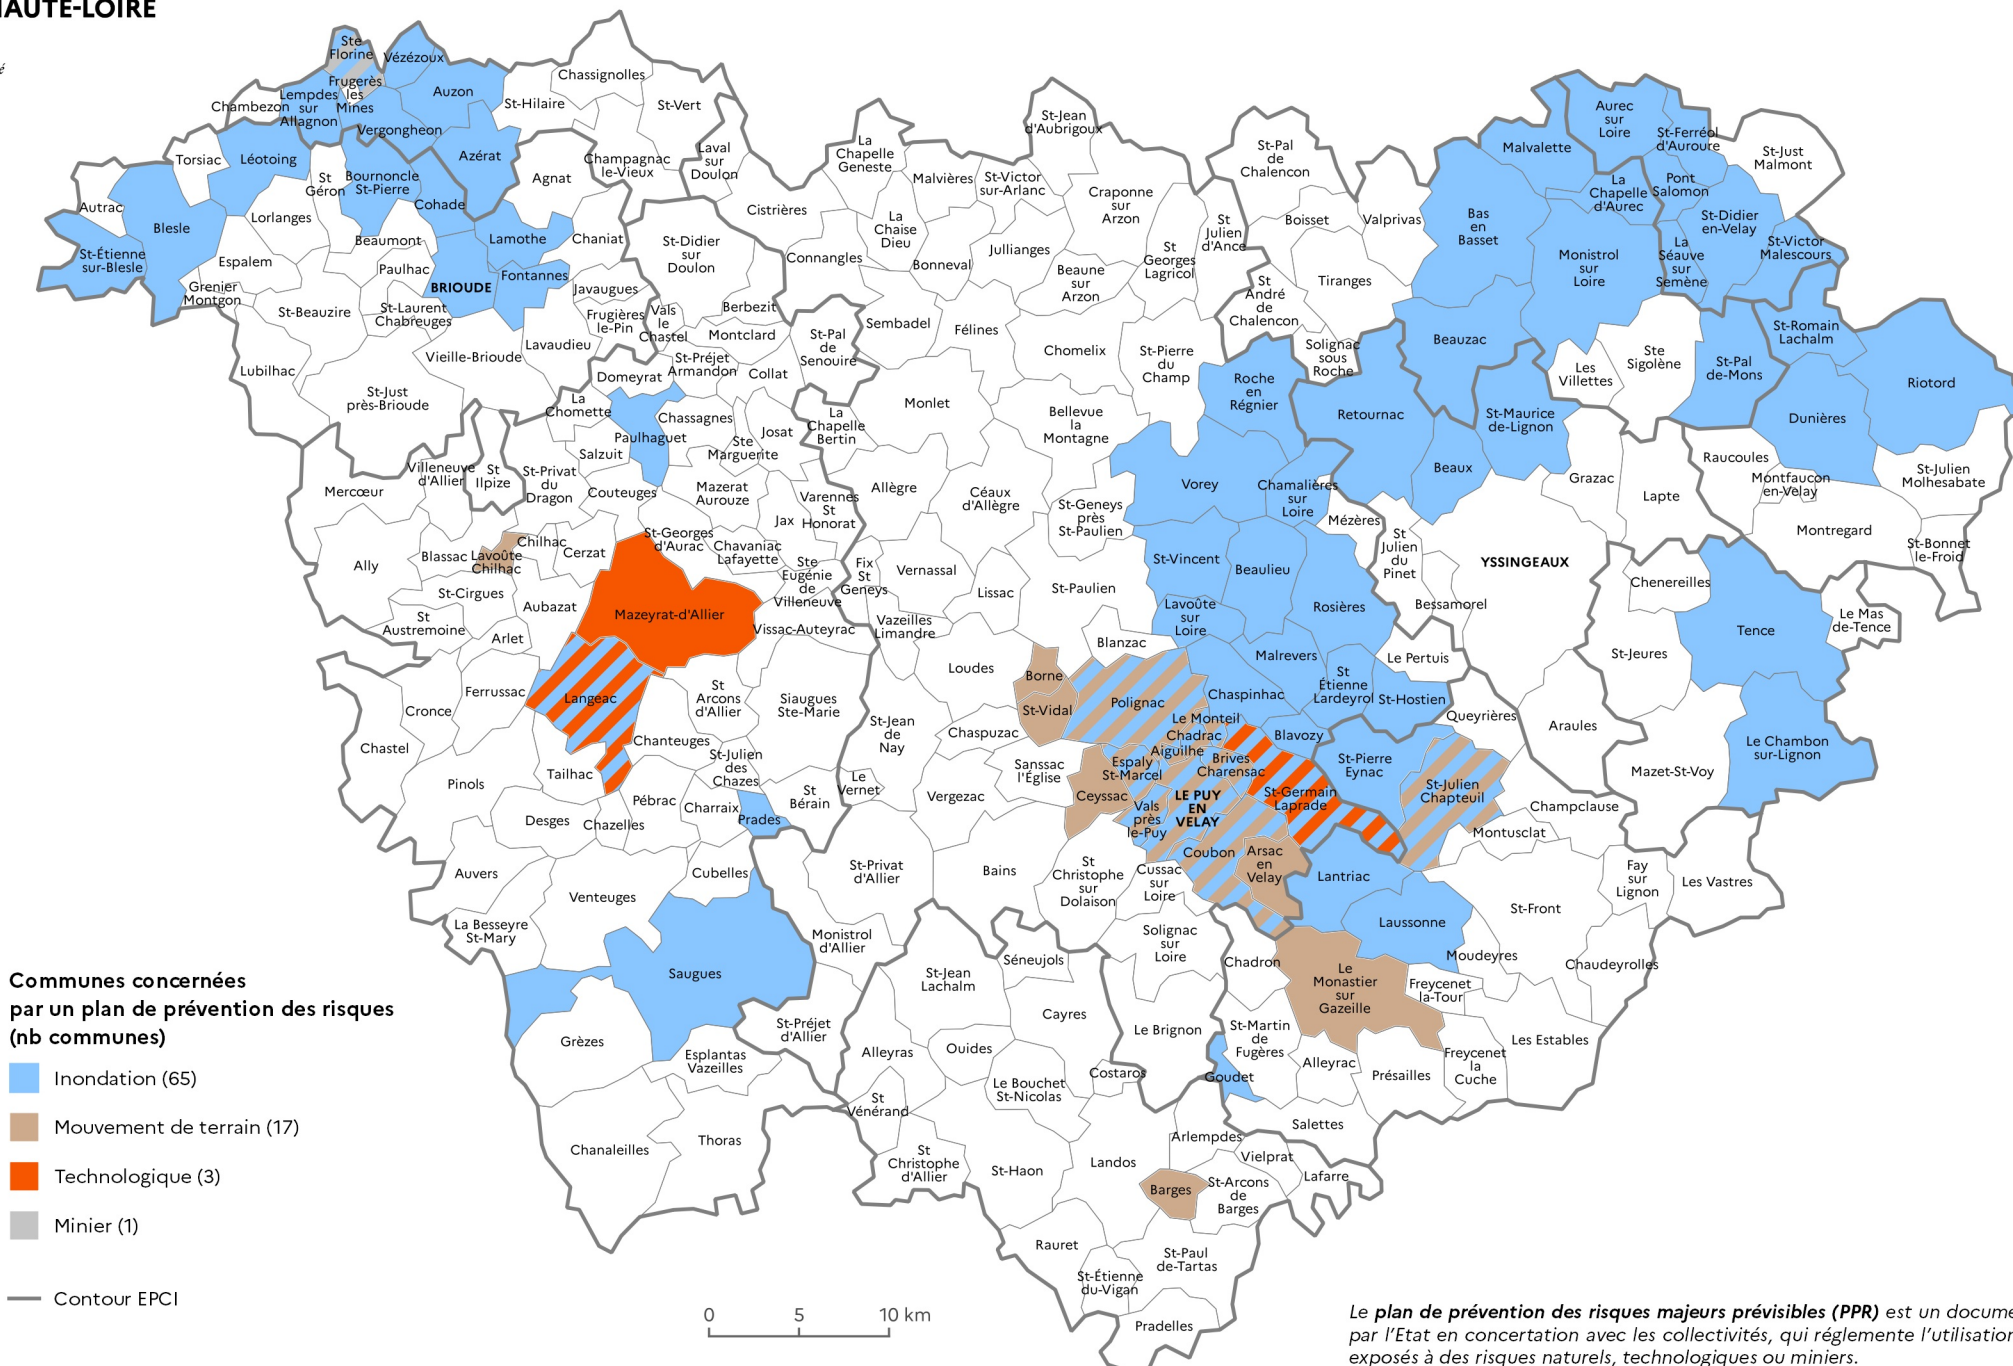 HAUTE-LOIRE
é
Ste
Florine
Vézézoux
Chassignolles
Frugerès
les
Mines
Auzon
St-Hilaire
St-Vert
Chambezon
Lempdes
sur
Allagnon
Vergongheon
St-Jean
d'Aubrigoux
Aurec
sur
Loire
St-Ferréol
d'Auroure
Malvalette
St-Just
Malmont
Torsiac
Léotoing
Azérat
Champagnac
le-Vieux
Laval
sur
Doulon
La
Chapelle
Geneste
St-Pal
de
Chalencon
St
Géron
Bournoncle
St-Pierre
Agnat
Malvières
St-Victor
sur-Arlanc
Craponne
sur
Arzon
La
Chapelle
d'Aurec
Pont
Salomon
Autrac
Blesle
Lorlanges
Cohade
Cistrières
La
Chaise
Dieu
St
Julien
d'Ance
Boisset
Valprivas
Bas
en
Basset
St-Didier
en-Velay
St-Étienne
sur-Blesle
Beaumont
Lamothe
Chaniat
St-Didier
sur
Doulon
Jullianges
St
Georges
Lagricol
La
Séauve
sur
Semène
St-Victor
Malescours
Espalem
Paulhac
Fontannes
Connangles
Bonneval
Beaune
sur
Arzon
Tiranges
Monistrol
sur
Loire
Grenier
Montgon
BRIOUDE
Javaugues
St
André
de
Chalencon
St-Beauzire
St-Laurent
Chabreuges
Frugières
le-Pin
Vals
le
Chastel
Berbezit
Montclard
St-Pal
de
Senouire
Sembadel
Félines
Beauzac
St-Romain
Lachalm
Lubilhac
Vieille-Brioude
Lavaudieu
St-Préjet
Armandon
Collat
Chomelix
St-Pierre
du
Champ
Solignac
sous
Roche
Les
Villettes
Ste
Sigolène
St-Pal
de-Mons
Riotord
St-Just
près-Brioude
Domeyrat
La
Chomette
Chassagnes
La
Chapelle
Bertin
Monlet
Bellevue
la
Montagne
Roche
en
Régnier
Retournac
St-Maurice
de-Lignon
Dunières
Paulhaguet
Josat
Salzuit
Ste
Marguerite
Villeneuve
d'Allier
St
Ilpize
St-Privat
du
Dragon
Couteuges
Mazerat
Aurouze
Varennes
St
Honorat
Allègre
Céaux
d'Allègre
Vorey
Chamalières
sur
Loire
Beaux
Grazac
Lapte
Raucoules
Montfaucon
en-Velay
St-Julien
Molhesabate
Mercœur
Jax
St-Geneys
près
St-Paulien
Mézères
Montregard
Ally
Blassac
Lavoûte
Chilhac
Chilhac
Cerzat
St-Georges
d'Aurac
Chavaniac
Lafayette
Ste
Eugénie
de
Villeneuve
Fix
St
Geneys
Vernassal
St-Vincent
Beaulieu
St
Julien
du
Pinet
YSSINGEAUX
St-Bonnet
le-Froid
St-Cirgues
Aubazat
Mazeyrat-d'Allier
Lissac
St-Paulien
Rosières
Bessamorel
Chenereilles
St
Austremoine
Arlet
Vissac-Auteyrac
Vazeilles
Limandre
Lavoûte
sur
Loire
Blanzac
Tence
Le Mas
de-Tence
Malrevers
Le Pertuis
St-Jeures
Ferrussac
Langeac
St
Arcons
d'Allier
Siaugues
Ste-Marie
Loudes
Borne
St-Vidal
Polignac
Chaspinhac
St
Étienne
Lardeyrol
St-Hostien
Cronce
Queyrières
Araules
Chastel
Chanteuges
St-Jean
de
Nay
Chaspuzac
Le Monteil
Chadrac
Aiguilhe
Blavozy
Le Chambon
sur-Lignon
Pinols
Tailhac
St-Julien
des
Chazes
Le
Vernet
Sanssac
l'Église
Espaly
St-Marcel
Brives
Charensac
St-Pierre
Eynac
St-Julien
Chapteuil
Mazet-St-Voy
Pébrac
Charraix
Prades
St
Bérain
Vergezac
Ceyssac
Vals
près
le-Puy
LE PUY
EN
VELAY
St-Germain
Laprade
Champclause
Desges
Chazelles
Montusclat
Auvers
Cubelles
St-Privat
d'Allier
Bains
St
Christophe
sur
Dolaison
Cussac
sur
Loire
Coubon
Arsac
en
Velay
Lantriac
Fay
sur
Lignon
Les Vastres
Venteuges
St-Front
La Besseyre
St-Mary
Monistrol
d'Allier
Solignac
sur
Loire
Laussonne
Moudeyres
Chaudeyrolles
Saugues
St-Jean
Lachalm
Séneujols
Chadron
Le
Monastier
sur
Gazeille
Freycenet
la-Tour
Grèzes
St-Préjet
d'Allier
Cayres
Le Brignon
St-Martin
de
Fugères
Les Estables
Esplantas
Vazeilles
Alleyras
Ouides
Costaros
Goudet
Alleyrac
Présailles
Freycenet
la
Cuche
Le Bouchet
St-Nicolas
St
Vénérand
Salettes
Chanaleilles
Thoras
Arlempdes
St
Christophe
d'Allier
St-Haon
Landos
Vielprat
Lafarre
Barges
St-Arcons
de
Barges
Rauret
St-Paul
de-Tartas
St-Étienne
du-Vigan
Pradelles
Communes concernées
par un plan de prévention des risques
(nb communes)
Inondation (65)
Mouvement de terrain (17)
Technologique (3)
Minier (1)
Contour EPCI
0 5 10 km
Le plan de prévention des risques majeurs prévisibles (PPR) est un docume
par l'Etat en concertation avec les collectivités, qui réglemente l'utilisation
exposés à des risques naturels, technologiques ou miniers.